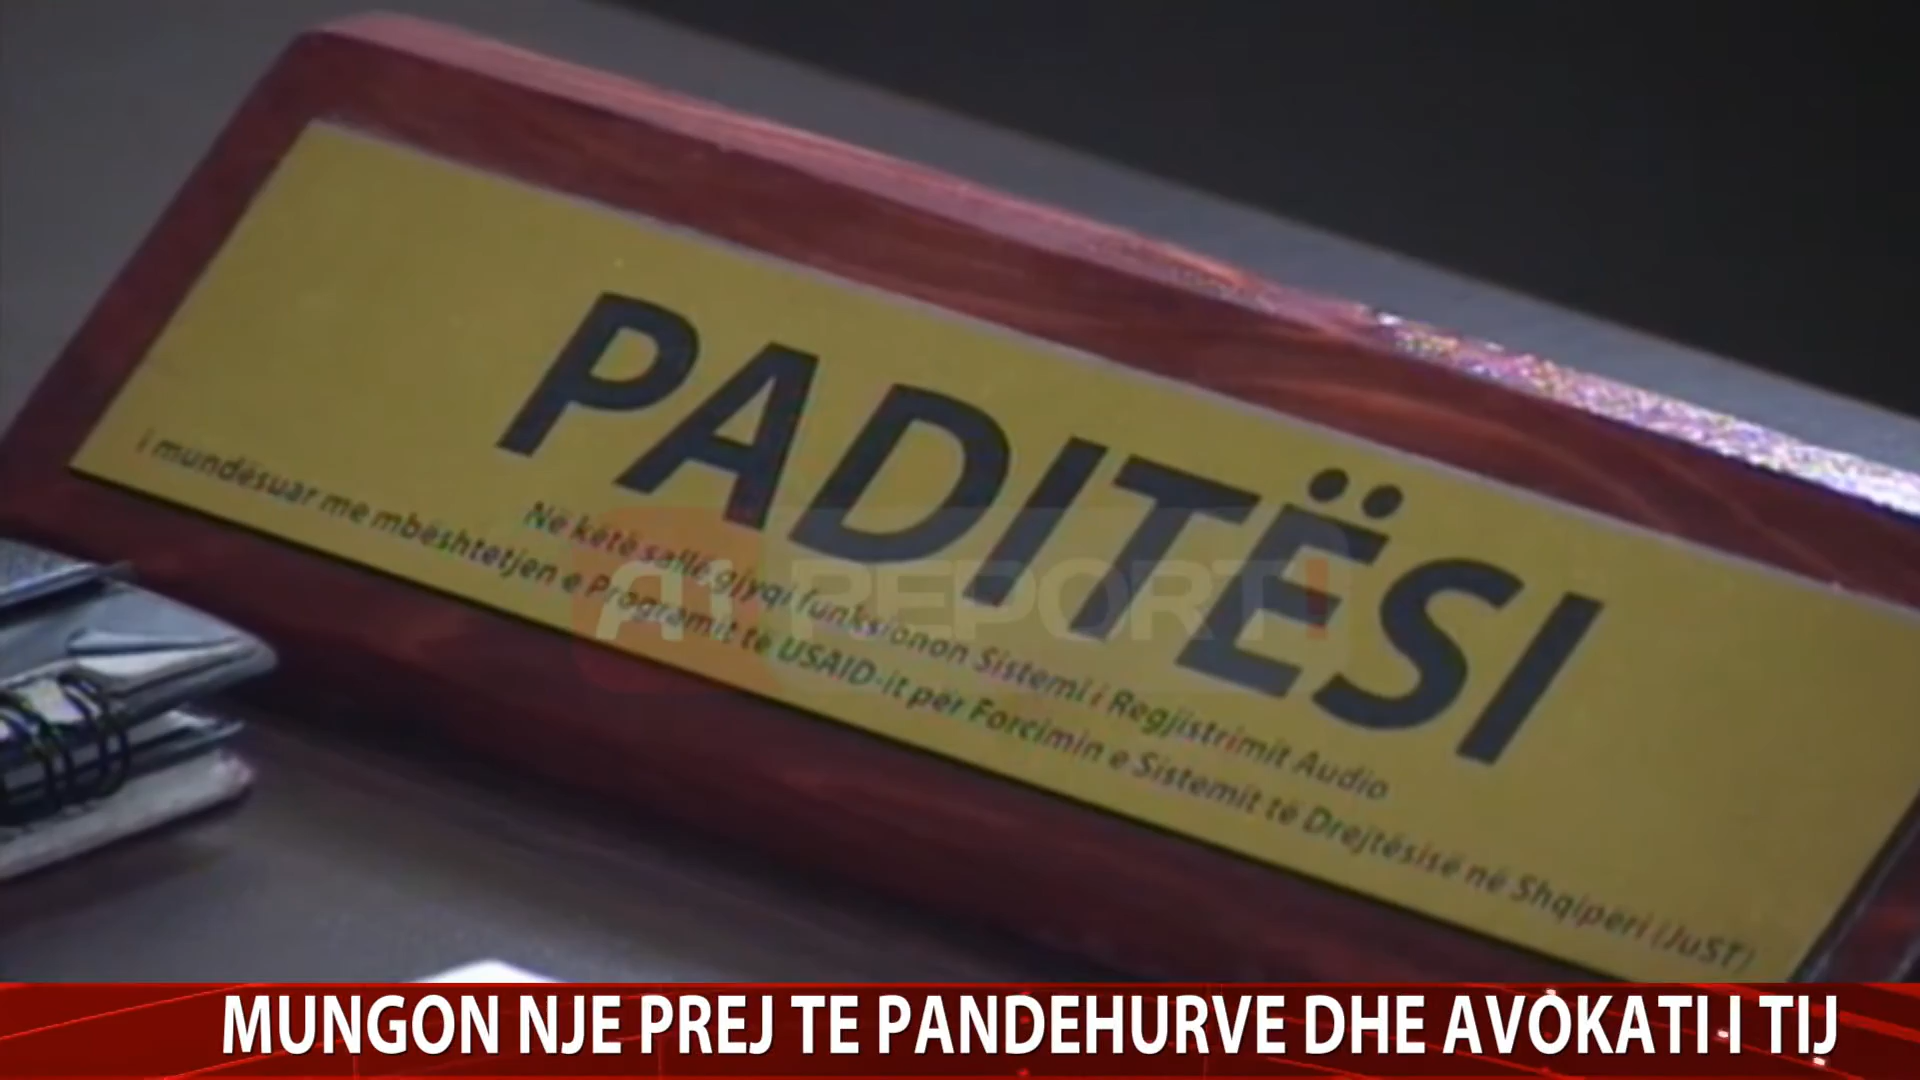 PADITËSI
Në këtë sallë gjyqi funksionon Sistemi i Regjistrimit Audio
i mundësuar me mbështetjen e Programit të USAID-it për Forcimin e Sistemit të Drejtësisë në Shqipëri (JuST)
A1 REPORT
MUNGON NJE PREJ TE PANDEHURVE DHE AVOKATI I TIJ